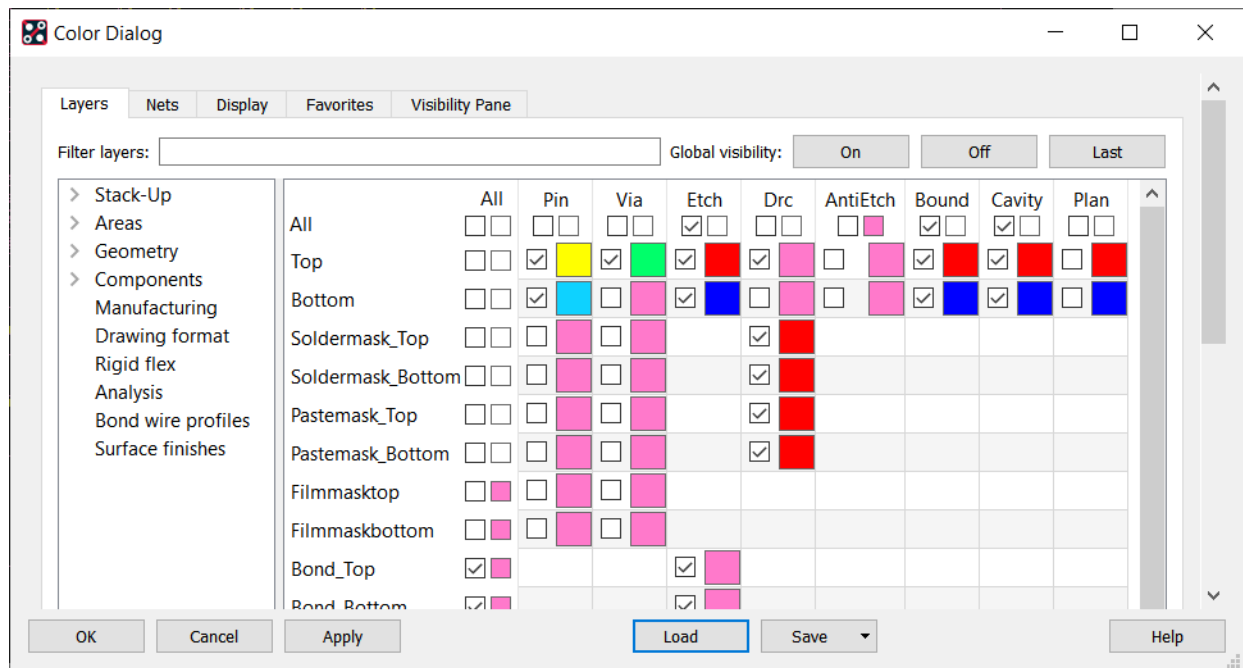 Color Dialog
Layers Nets Display Favorites Visibility Pane
Filter layers: Global visibility: On Off Last
Stack-Up
Areas
Geometry
Components
Manufacturing
Drawing format
Rigid flex
Analysis
Bond wire profiles
Surface finishes
All Pin Via Etch Drc AntiEtch Bound Cavity Plan
All
Top
Bottom
Soldermask_Top
Soldermask_Bottom
Pastemask_Top
Pastemask_Bottom
Filmmasktop
Filmmaskbottom
Bond_Top
Bond_Bottom
OK Cancel Apply Load Save Help